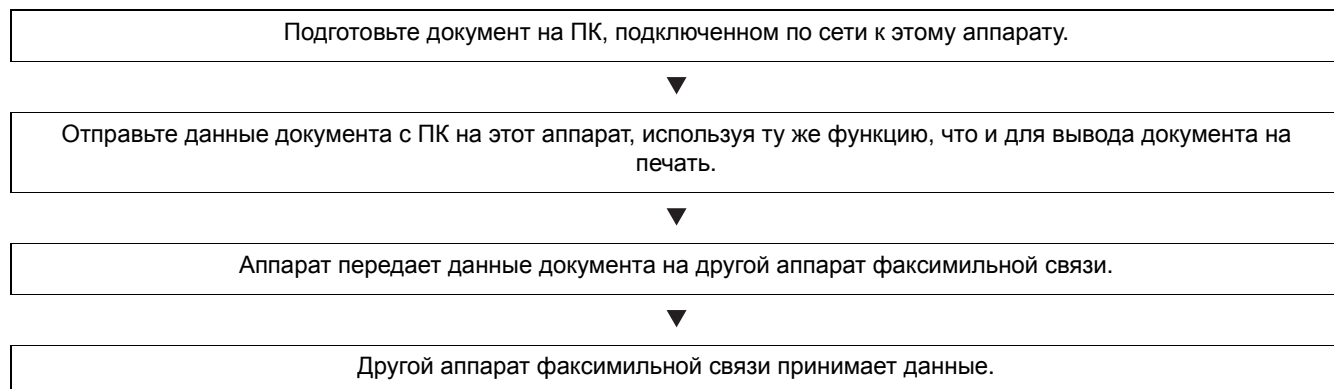 Подготовьте документ на ПК, подключенном по сети к этому аппарату.
Отправьте данные документа с ПК на этот аппарат, используя ту же функцию, что и для вывода документа на
печать.
Аппарат передает данные документа на другой аппарат факсимильной связи.
Другой аппарат факсимильной связи принимает данные.